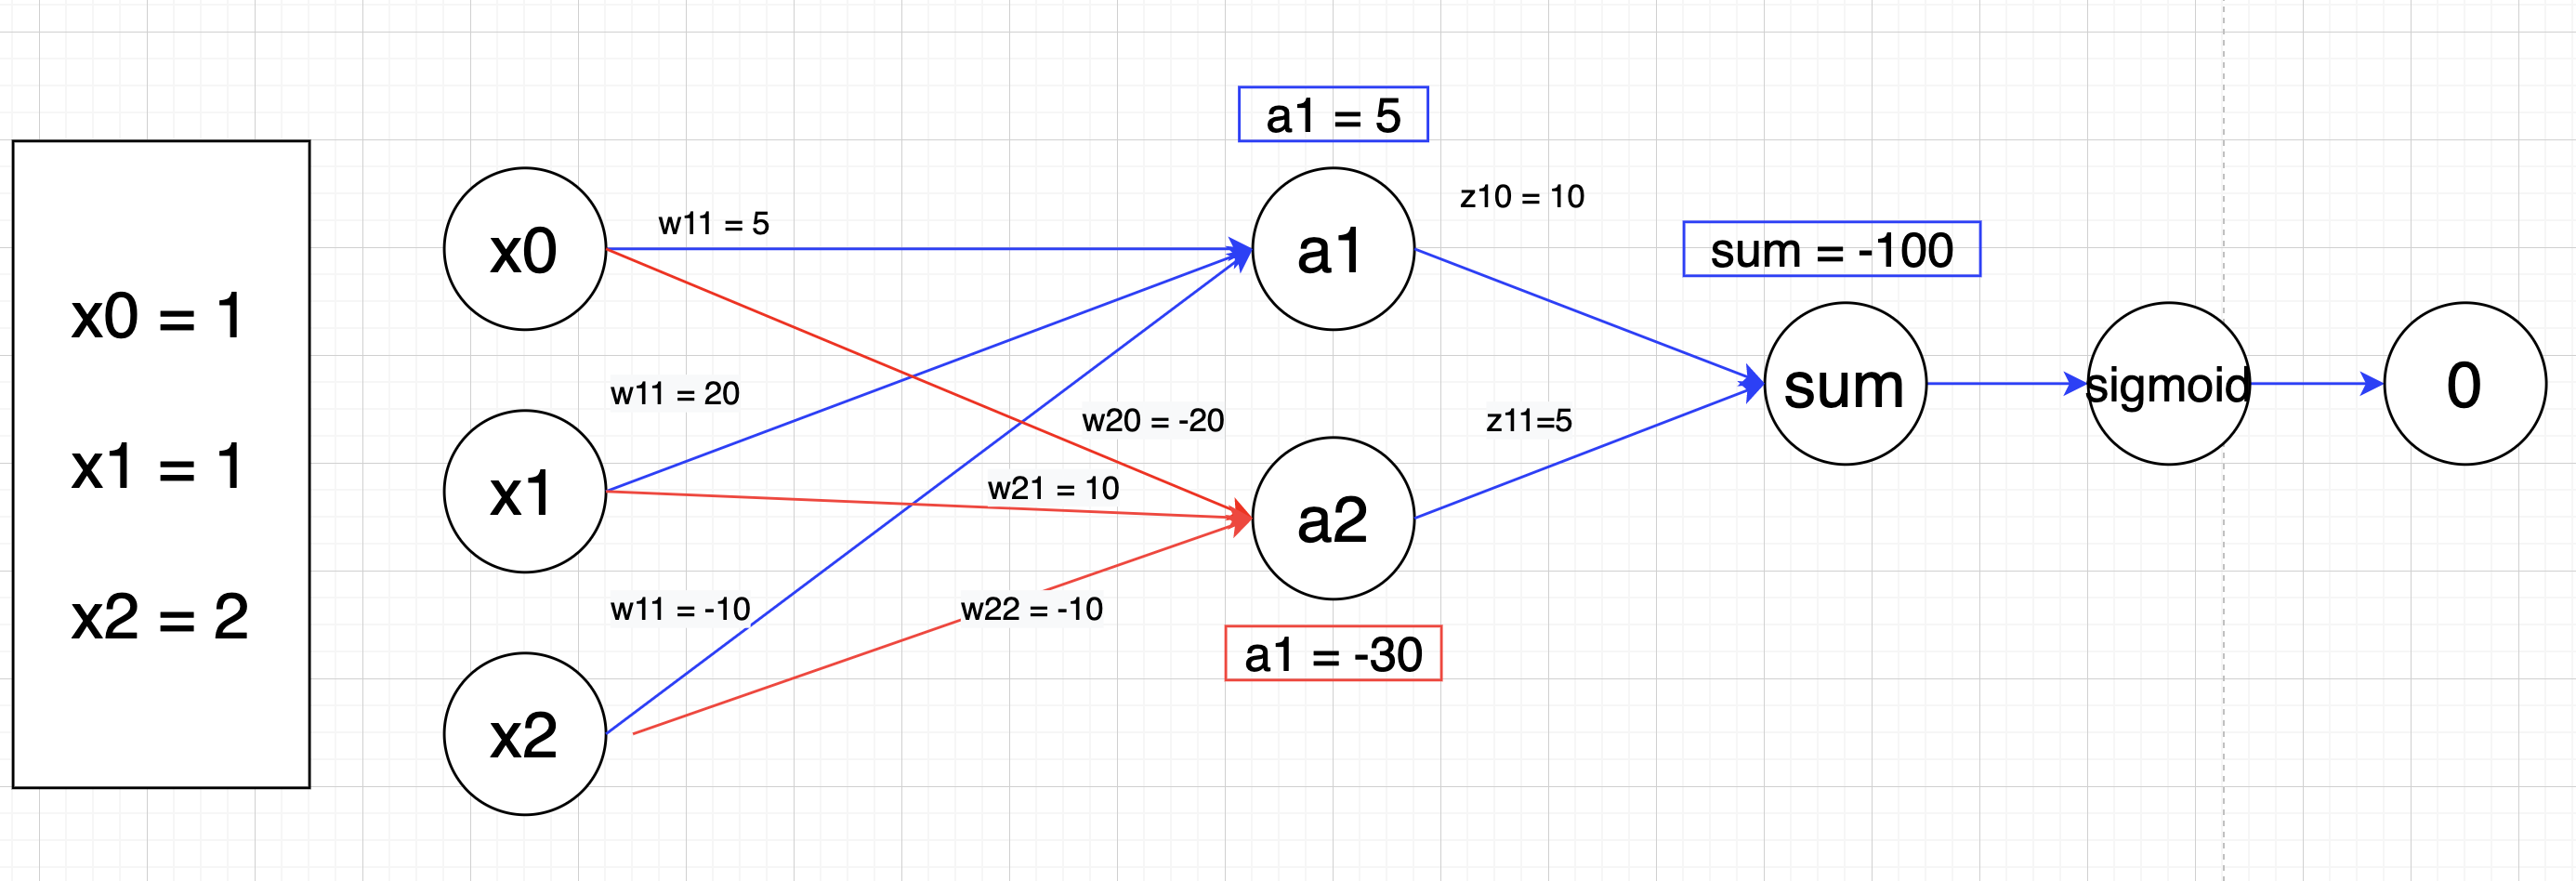 x0 = 1
x1 = 1
x2 = 2
x0
x1
x2
w11 = 5
w11 = 20
w11 = -10
w20 = -20
w21 = 10
w22 = -10
a1 = 5
a1
a2
a1 = -30
z10 = 10
z11=5
sum = -100
sum
sigmoid
0